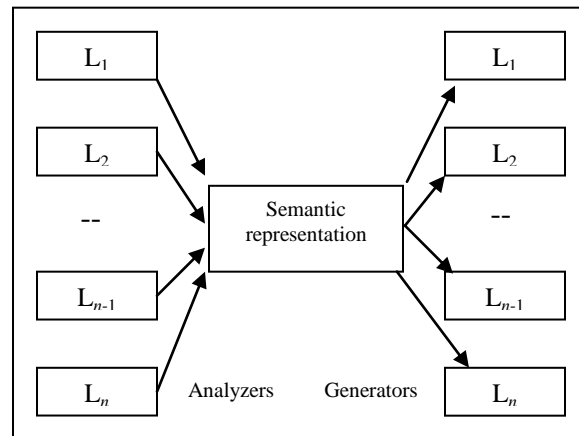 L₁ L₁
L₂ L₂
-- --
Semantic
representation
Lₙ₋₁ Lₙ₋₁
Lₙ Analyzers Generators Lₙ